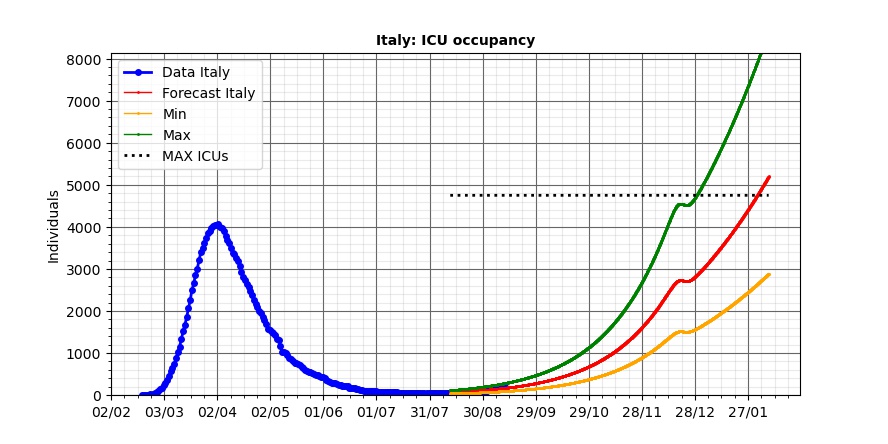 Italy: ICU occupancy
Data Italy
Forecast Italy
Min
Max
MAX ICUs
Individuals
8000
7000
6000
5000
4000
3000
2000
1000
0
02/02 03/03 02/04 02/05 01/06 01/07 31/07 30/08 29/09 29/10 28/11 28/12 27/01